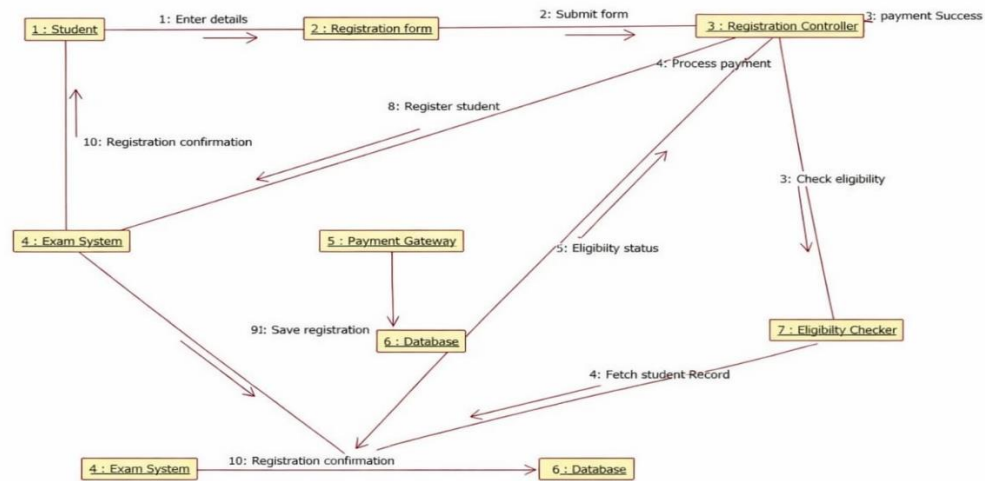 1: Enter details
2: Submit form
3: payment Success
1 : Student
2 : Registration form
3 : Registration Controller
4: Process payment
8: Register student
10: Registration confirmation
3: Check eligibility
4 : Exam System
5 : Payment Gateway
5: Eligibilty status
91: Save registration
6 : Database
7 : Eligibilty Checker
4: Fetch student Record
4 : Exam System
10: Registration confirmation
6 : Database